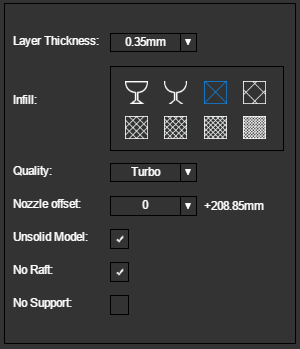 Layer Thickness: 0.35mm
Infill:
Quality: Turbo
Nozzle offset: 0 +208.85mm
Unsolid Model:
No Raft:
No Support: